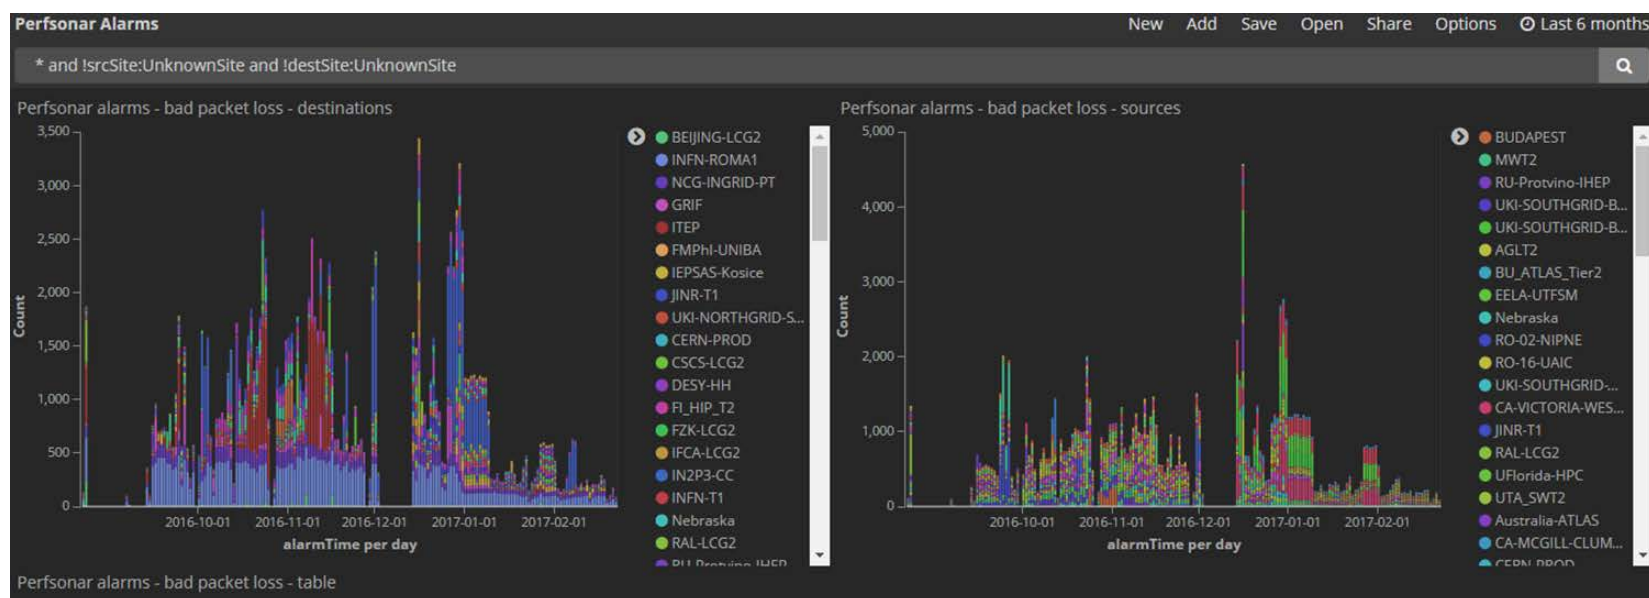 Perfsonar Alarms
New Add Save Open Share Options Last 6 months
* and !srcSite:UnknownSite and !destSite:UnknownSite
Perfsonar alarms - bad packet loss - destinations
3,500
3,000
2,500
2,000
1,500
1,000
500
0
Count
2016-10-01 2016-11-01 2016-12-01 2017-01-01 2017-02-01
alarmTime per day
BEIJING-LCG2
INFN-ROMA1
NCG-INGRID-PT
GRIF
ITEP
FMPhI-UNIBA
IEPSAS-Kosice
JINR-T1
UKI-NORTHGRID-S...
CERN-PROD
CSCS-LCG2
DESY-HH
FI_HIP_T2
FZK-LCG2
IFCA-LCG2
IN2P3-CC
INFN-T1
Nebraska
RAL-LCG2
RU-Protvino-IHEP
Perfsonar alarms - bad packet loss - sources
5,000
4,000
3,000
2,000
1,000
0
Count
2016-10-01 2016-11-01 2016-12-01 2017-01-01 2017-02-01
alarmTime per day
BUDAPEST
MWT2
RU-Protvino-IHEP
UKI-SOUTHGRID-B...
UKI-SOUTHGRID-B...
AGLT2
BU_ATLAS_Tier2
EELA-UTFSM
Nebraska
RO-02-NIPNE
RO-16-UAIC
UKI-SOUTHGRID-...
CA-VICTORIA-WES...
JINR-T1
RAL-LCG2
UFlorida-HPC
UTA_SWT2
Australia-ATLAS
CA-MCGILL-CLUM...
CERN-PROD
Perfsonar alarms - bad packet loss - table